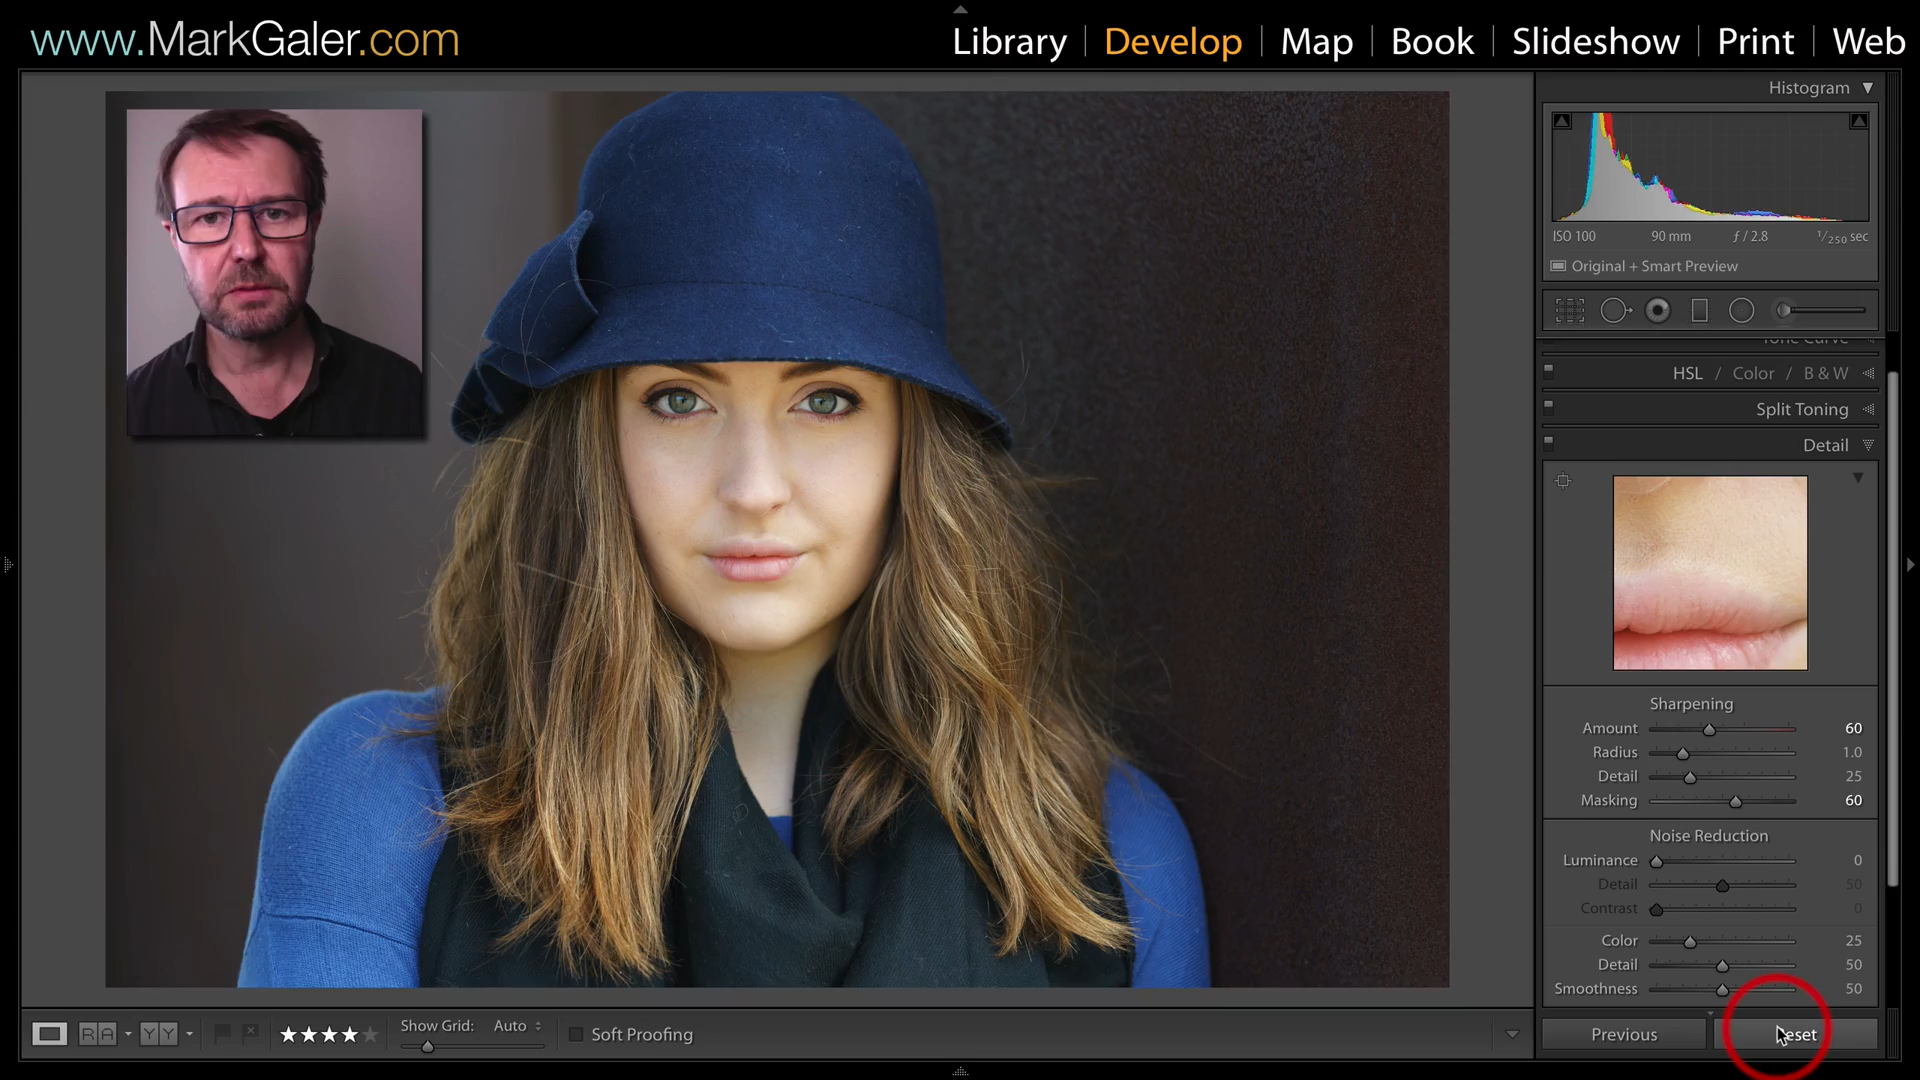 www.MarkGaler.com
Library | Develop | Map | Book | Slideshow | Print | Web
Histogram
ISO 100 90 mm ƒ / 2.8 1/250 sec
Original + Smart Preview
Tone Curve
HSL / Color / B & W
Split Toning
Detail
Sharpening
Amount 60
Radius 1.0
Detail 25
Masking 60
Noise Reduction
Luminance 0
Detail 50
Contrast 0
Color 25
Detail 50
Smoothness 50
R A Y Y Show Grid: Auto Soft Proofing
Previous